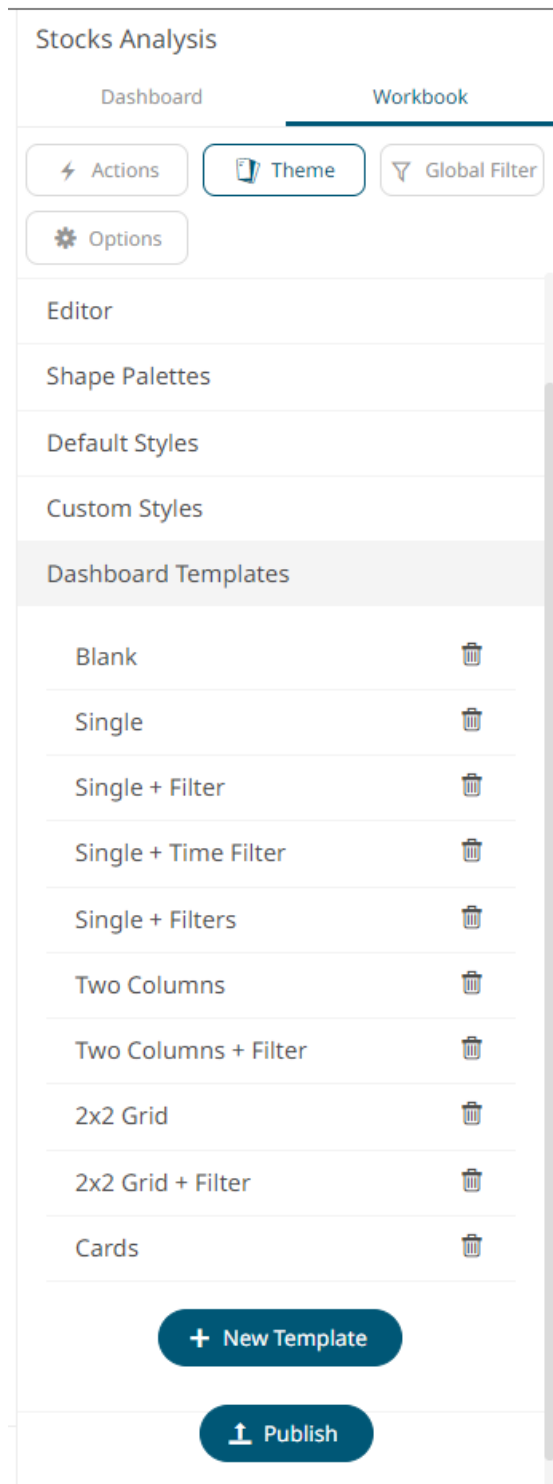 Stocks Analysis
Dashboard Workbook
Actions Theme Global Filter
Options
Editor
Shape Palettes
Default Styles
Custom Styles
Dashboard Templates
Blank
Single
Single + Filter
Single + Time Filter
Single + Filters
Two Columns
Two Columns + Filter
2x2 Grid
2x2 Grid + Filter
Cards
+ New Template
Publish